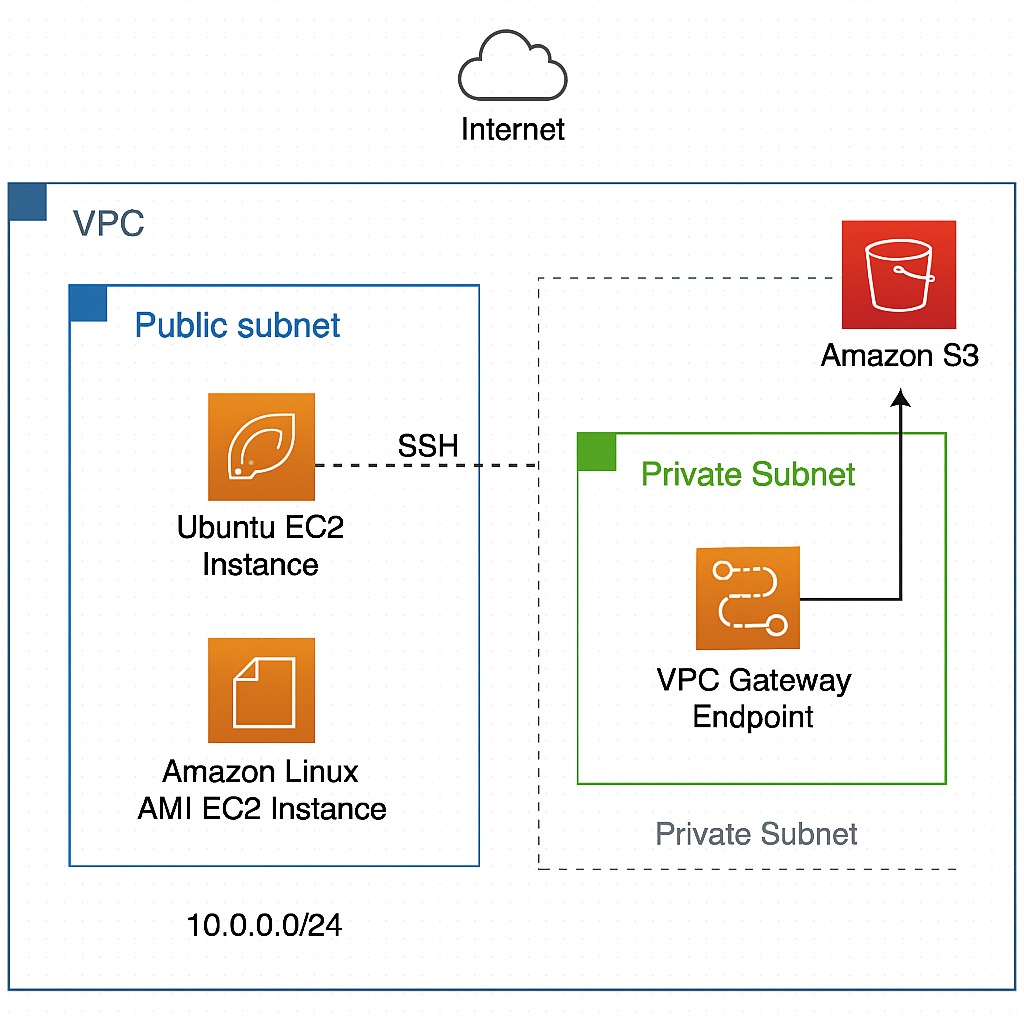 Internet
VPC
Public subnet
Amazon S3
SSH
Private Subnet
Ubuntu EC2
Instance
VPC Gateway
Endpoint
Amazon Linux
AMI EC2 Instance
Private Subnet
10.0.0.0/24